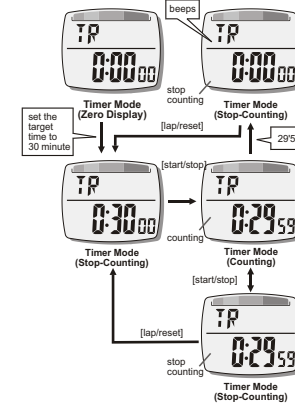 beeps
TR
0:00 00
TR
0:00 00
stop
counting
Timer Mode
(Zero Display)
Timer Mode
(Stop-Counting)
set the
target
time to
30 minute
[lap/reset]
29'5
[start/stop]
TR
0:30 00
TR
0:29 59
counting
Timer Mode
(Stop-Counting)
Timer Mode
(Counting)
[start/stop]
TR
0:29 59
[lap/reset]
stop
counting
Timer Mode
(Stop-Counting)